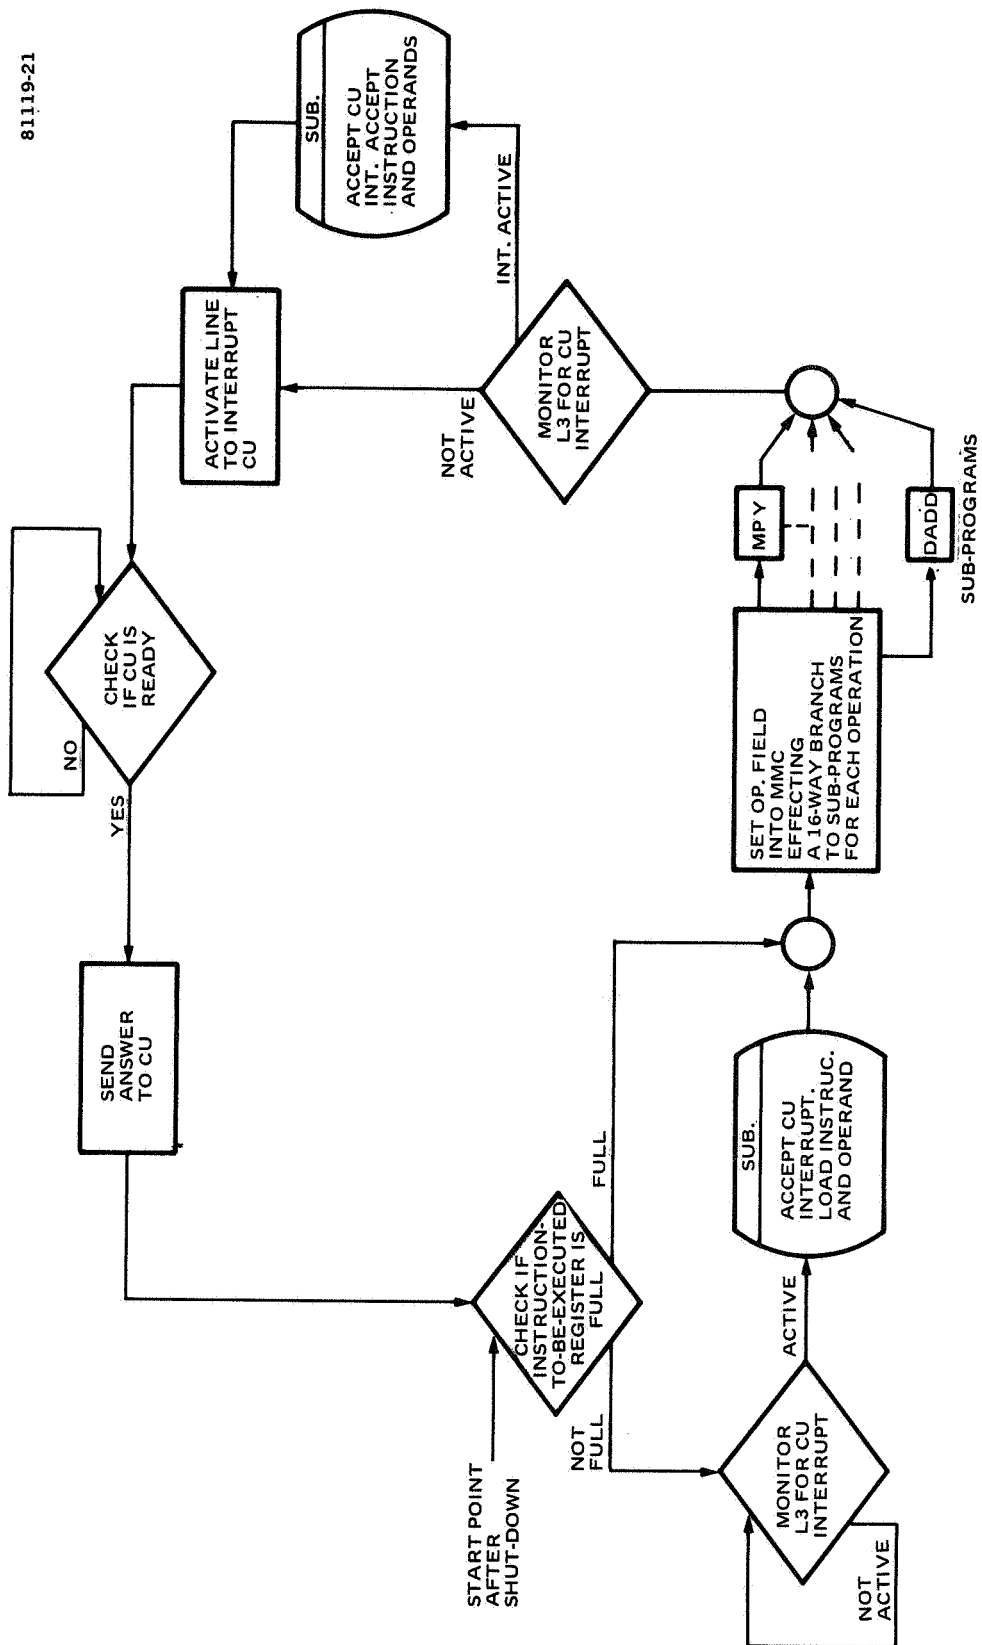 81119-21
START POINT
AFTER
SHUT-DOWN
CHECK IF
INSTRUCTION-
TO-BE-EXECUTED
REGISTER IS
FULL
NOT
FULL
FULL
MONITOR
L3 FOR CU
INTERRUPT
NOT
ACTIVE
ACTIVE
SUB.
ACCEPT CU
INTERRUPT.
LOAD INSTRUC.
AND OPERAND
SET OP. FIELD
INTO MMC
EFFECTING
A 16-WAY BRANCH
TO SUB-PROGRAMS
FOR EACH OPERATION
MPY
DADD
SUB-PROGRAMS
MONITOR
L3 FOR CU
INTERRUPT
NOT
ACTIVE
INT. ACTIVE
SUB.
ACCEPT CU
INT. ACCEPT
INSTRUCTION
AND OPERANDS
ACTIVATE LINE
TO INTERRUPT
CU
CHECK
IF CU IS
READY
NO
YES
SEND
ANSWER
TO CU